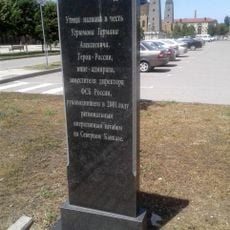 Улица названа в честь
Угрюмова Германа
Алексеевича,
Героя России,
вице-адмирала,
заместителя директора
ФСБ России,
руководившего в 2001 году
региональным
оперативным штабом
на Северном Кавказе.